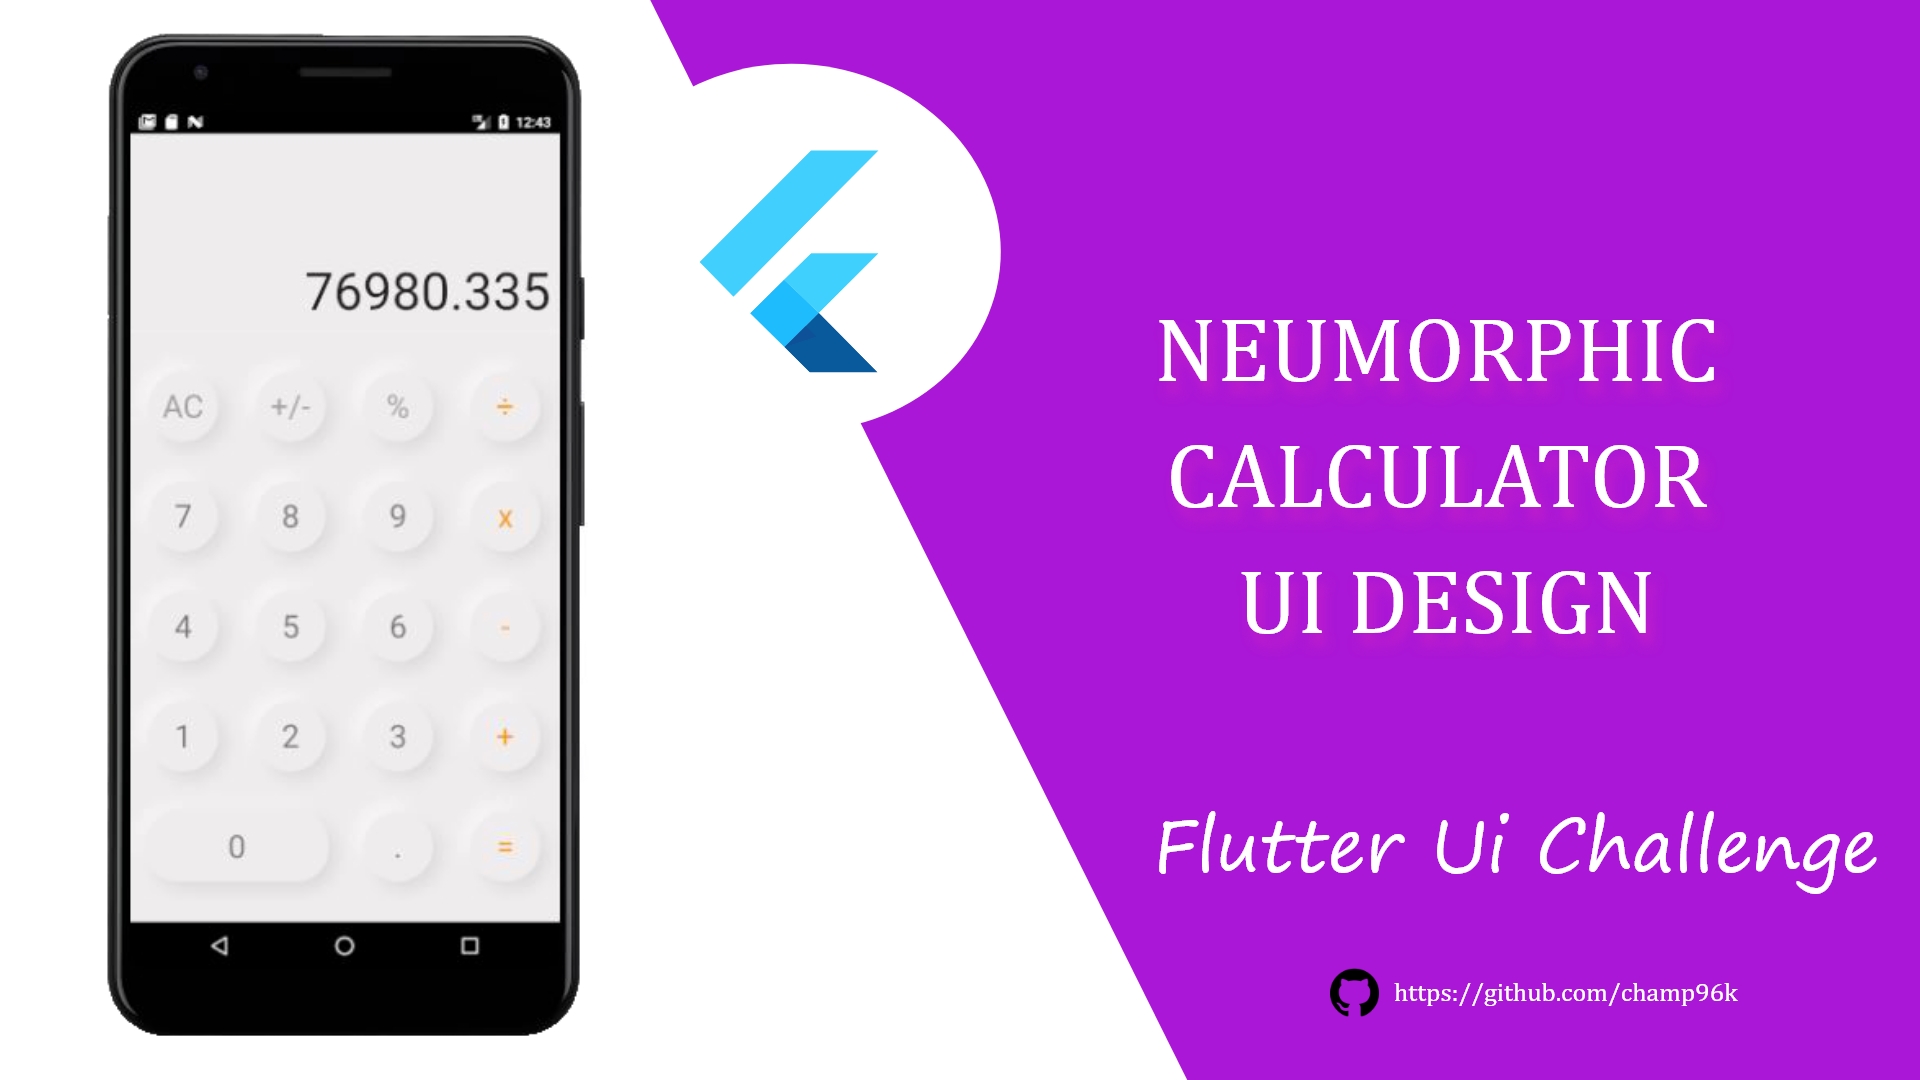 12:43
76980.335
AC +/- % ÷
7 8 9 x
4 5 6 -
1 2 3 +
0 . =
NEUMORPHIC
CALCULATOR
UI DESIGN
Flutter Ui Challenge
https://github.com/champ96k